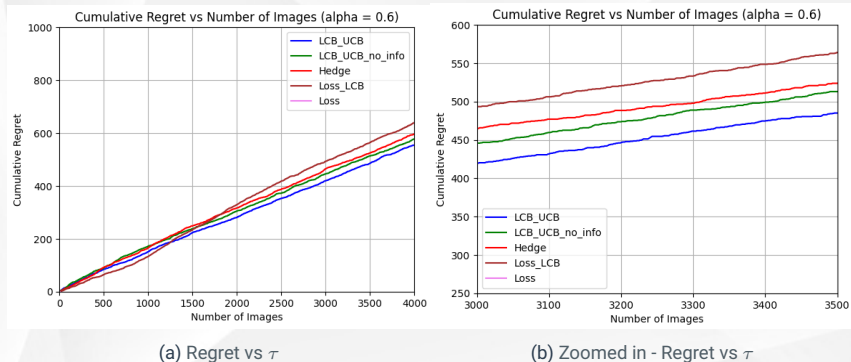 Cumulative Regret vs Number of Images (alpha = 0.6)
1000
800
600
400
200
0
Cumulative Regret
LCB_UCB
LCB_UCB_no_info
Hedge
Loss_LCB
Loss
0 500 1000 1500 2000 2500 3000 3500 4000
Number of Images
(a) Regret vs τ
Cumulative Regret vs Number of Images (alpha = 0.6)
600
550
500
450
400
350
300
250
Cumulative Regret
LCB_UCB
LCB_UCB_no_info
Hedge
Loss_LCB
Loss
3000 3100 3200 3300 3400 3500
Number of Images
(b) Zoomed in - Regret vs τ